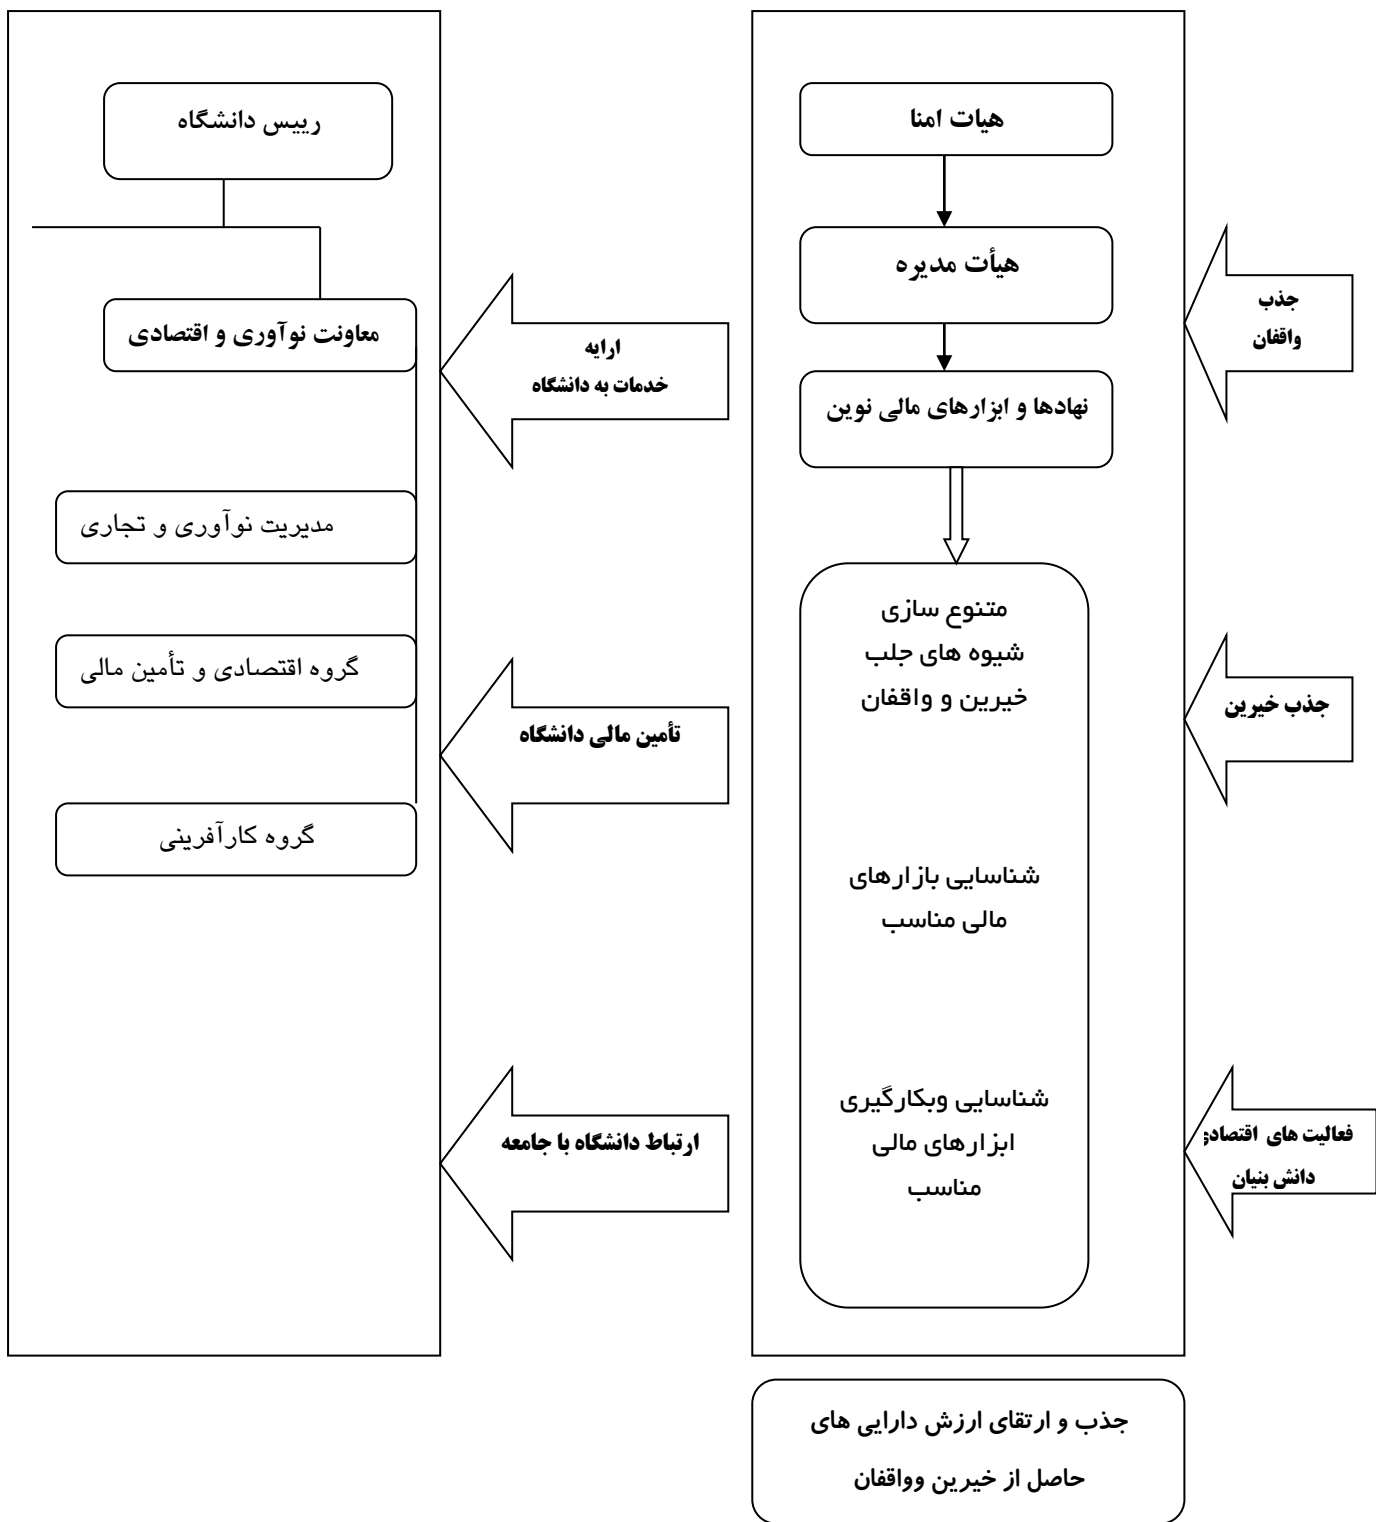 هیات امنا
هیأت مدیره
نهادها و ابزارهای مالی نوین
متنوع سازی
شیوه های جلب
خیرین و واقفان
شناسایی بازارهای
مالی مناسب
شناسایی وبکارگیری
ابزارهای مالی
مناسب
جذب و ارتقای ارزش دارایی های
حاصل از خیرین وواقفان
جذب
واقفان
جذب خیرین
فعالیت های اقتصادی
دانش بنیان
ارایه
خدمات به دانشگاه
تأمین مالی دانشگاه
ارتباط دانشگاه با جامعه
رییس دانشگاه
معاونت نوآوری و اقتصادی
مدیریت نوآوری و تجاری
گروه اقتصادی و تأمین مالی
گروه کارآفرینی